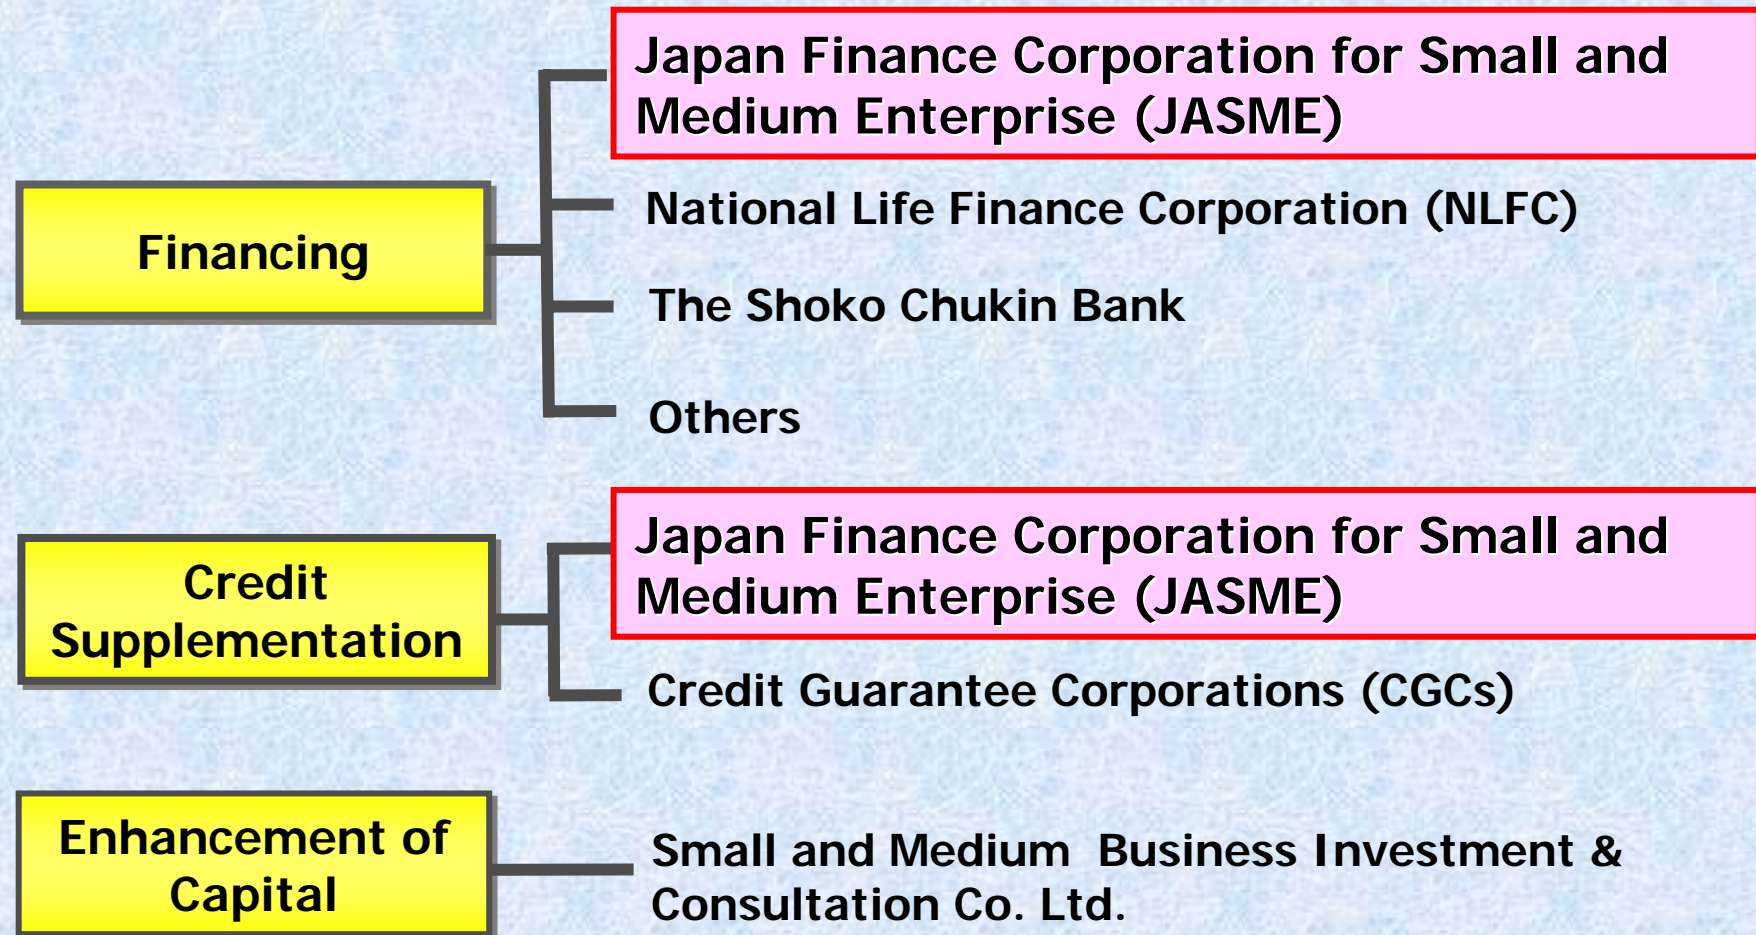 Japan Finance Corporation for Small and
Medium Enterprise (JASME)
National Life Finance Corporation (NLFC)
Financing
The Shoko Chukin Bank
Others
Japan Finance Corporation for Small and
Medium Enterprise (JASME)
Credit
Supplementation
Credit Guarantee Corporations (CGCs)
Enhancement of
Capital
Small and Medium  Business Investment &
Consultation Co. Ltd.